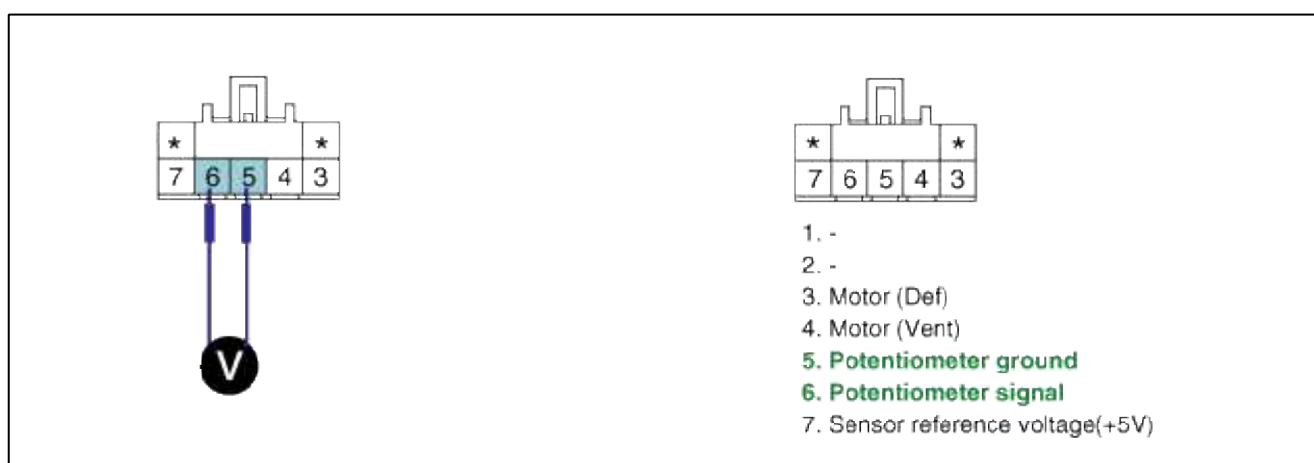 * *
7 6 5 4 3
V
* *
7 6 5 4 3
1. -
2. -
3. Motor (Def)
4. Motor (Vent)
5. Potentiometer ground
6. Potentiometer signal
7. Sensor reference voltage(+5V)